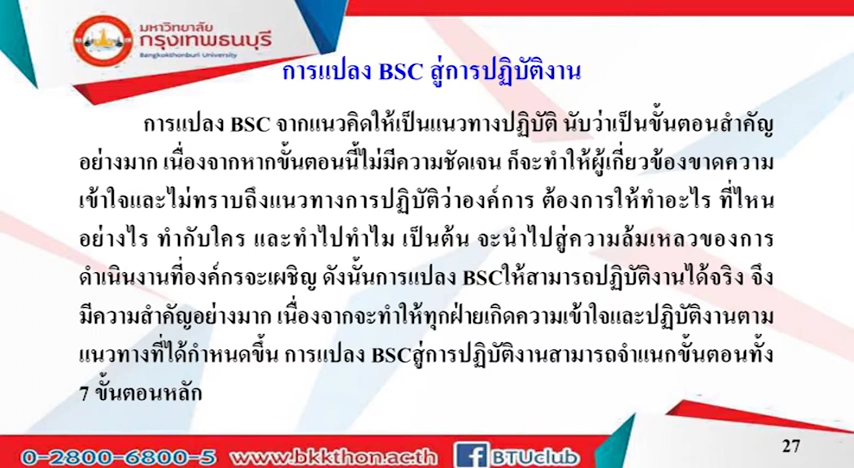 มหาวิทยาลัย
กรุงเทพธนบุรี
Bangkokthonburi University
การแปลง BSC สู่การปฏิบัติงาน
การแปลง BSC จากแนวคิดให้เป็นแนวทางปฏิบัติ นับว่าเป็นขั้นตอนสำคัญ
อย่างมาก เนื่องจากหากขั้นตอนนี้ไม่มีความชัดเจน ก็จะทำให้ผู้เกี่ยวข้องขาดความ
เข้าใจและไม่ทราบถึงแนวทางการปฏิบัติว่าองค์การ ต้องการให้ทำอะไร ที่ไหน
อย่างไร ทำกับใคร และทำไปทำไม เป็นต้น จะนำไปสู่ความล้มเหลวของการ
ดำเนินงานที่องค์กรจะเผชิญ ดังนั้นการแปลง BSCให้สามารถปฏิบัติงานได้จริง จึง
มีความสำคัญอย่างมาก เนื่องจากจะทำให้ทุกฝ่ายเกิดความเข้าใจและปฏิบัติงานตาม
แนวทางที่ได้กำหนดขึ้น การแปลง BSCสู่การปฏิบัติงานสามารถจำแนกขั้นตอนทั้ง
7 ขั้นตอนหลัก
0-2800-6800-5 www.bkkthon.ac.th f BTUclub
27